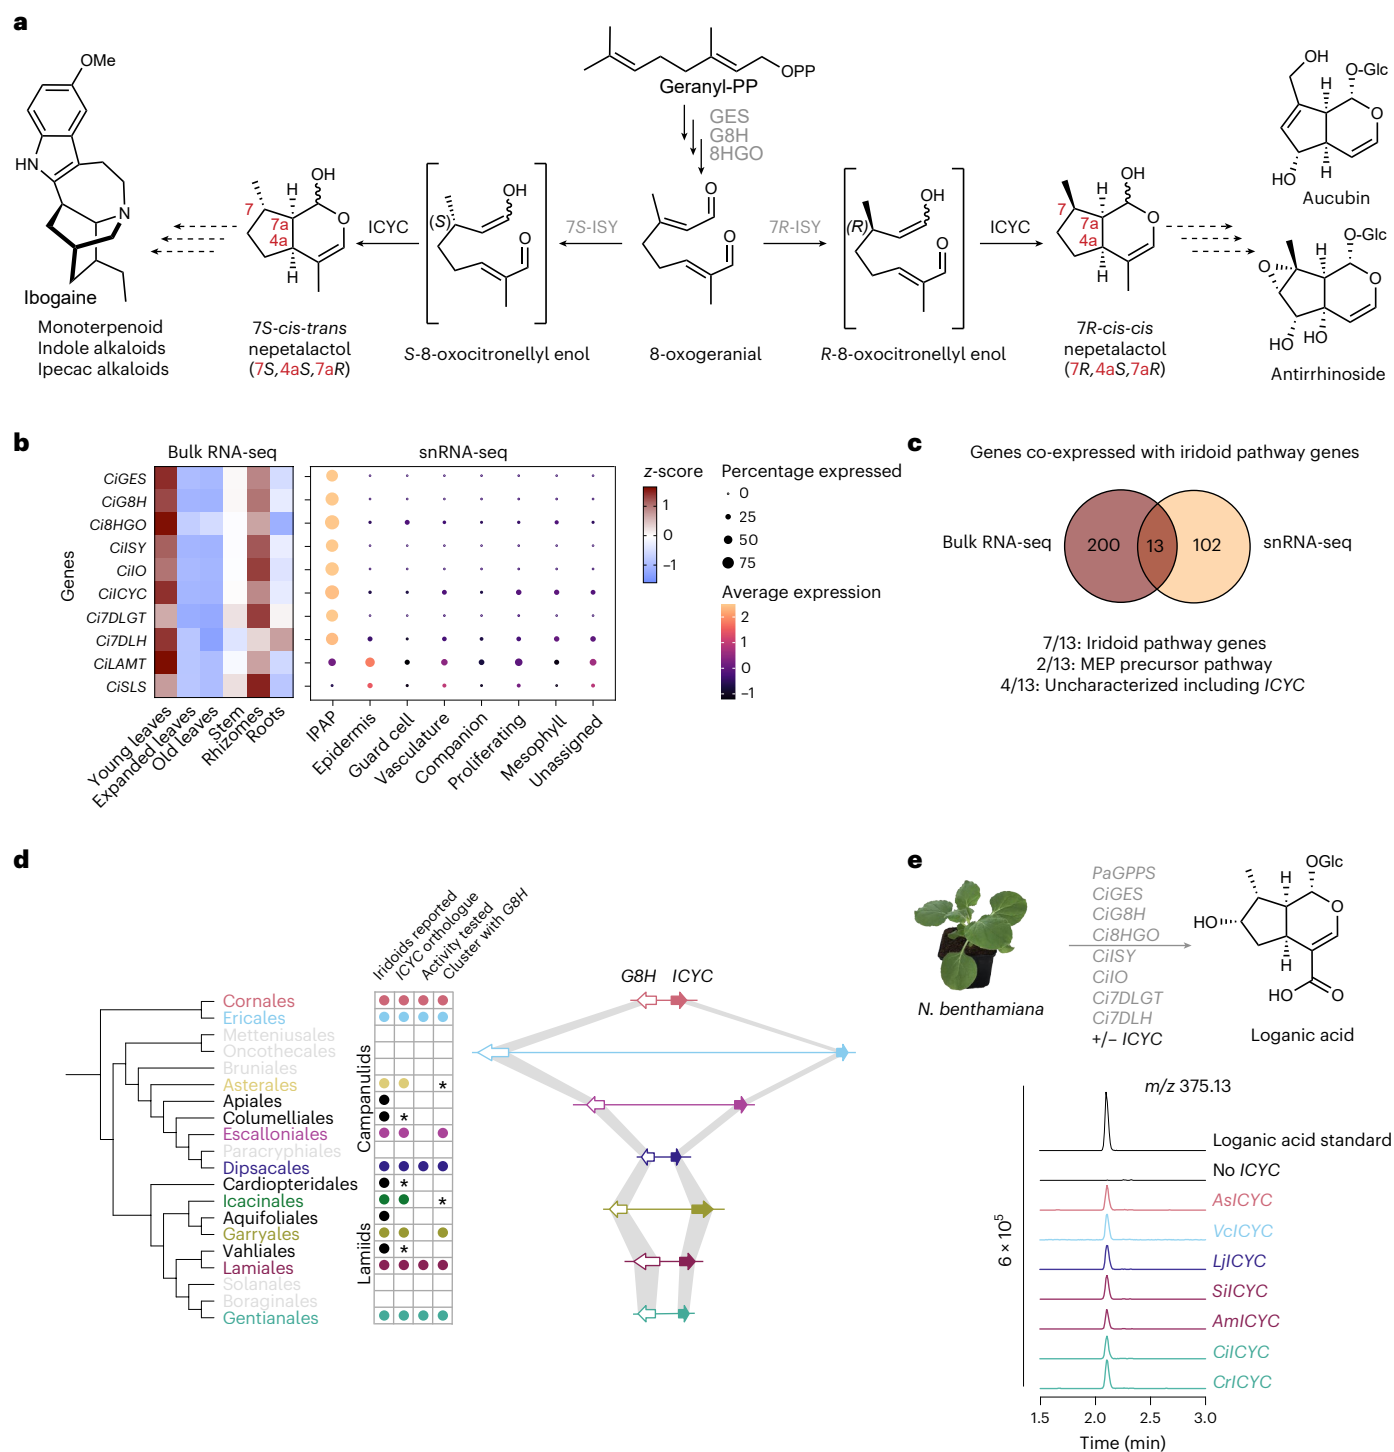 a
OMe
HN
N
Ibogaine
Monoterpenoid
Indole alkaloids
Ipecac alkaloids
OH
H
7
7a
4a
O
H
7S-cis-trans
nepetalactol
(7S,4aS,7aR)
ICYC
(S)
OH
O
S-8-oxocitronellyl enol
7S-ISY
OPP
Geranyl-PP
GES
G8H
8HGO
O
O
8-oxogeranial
7R-ISY
(R)
OH
O
R-8-oxocitronellyl enol
ICYC
OH
H
7
7a
4a
O
H
7R-cis-cis
nepetalactol
(7R,4aS,7aR)
OH
O-Glc
H
O
HO
H
Aucubin
O-Glc
O
H
O
HO
HO
Antirrhinoside
b
Bulk RNA-seq
snRNA-seq
Genes
CiGES
CiG8H
Ci8HGO
CiISY
CiIO
CiICYC
Ci7DLGT
Ci7DLH
CiLAMT
CiSLS
Young leaves
Expanded leaves
Old leaves
Stem
Rhizomes
Roots
IPAP
Epidermis
Guard cell
Vasculature
Companion
Proliferating
Mesophyll
Unassigned
z-score
1
0
−1
Percentage expressed
0
25
50
75
Average expression
2
1
0
−1
c
Genes co-expressed with iridoid pathway genes
Bulk RNA-seq
200
13
102
snRNA-seq
7/13: Iridoid pathway genes
2/13: MEP precursor pathway
4/13: Uncharacterized including ICYC
d
Iridoids reported
ICYC orthologue
Activity tested
Cluster with G8H
Cornales
Ericales
Metteniusales
Oncothecales
Bruniales
Asterales
*
Apiales
Columelliales
*
Escalloniales
Paracryphiales
Dipsacales
Cardiopteridales
*
Icacinales
*
Aquifoliales
Garryales
Vahliales
*
Lamiales
Solanales
Boraginales
Gentianales
Campanulids
Lamiids
G8H
ICYC
e
N. benthamiana
PaGPPS
CiGES
CiG8H
Ci8HGO
CiISY
CiIO
Ci7DLGT
Ci7DLH
+/− ICYC
OGlc
H
O
HO
H
HO
O
Loganic acid
m/z 375.13
6 × 10⁵
Loganic acid standard
No ICYC
AsICYC
VcICYC
LjICYC
SiICYC
AmICYC
CiICYC
CrICYC
1.5
2.0
2.5
3.0
Time (min)